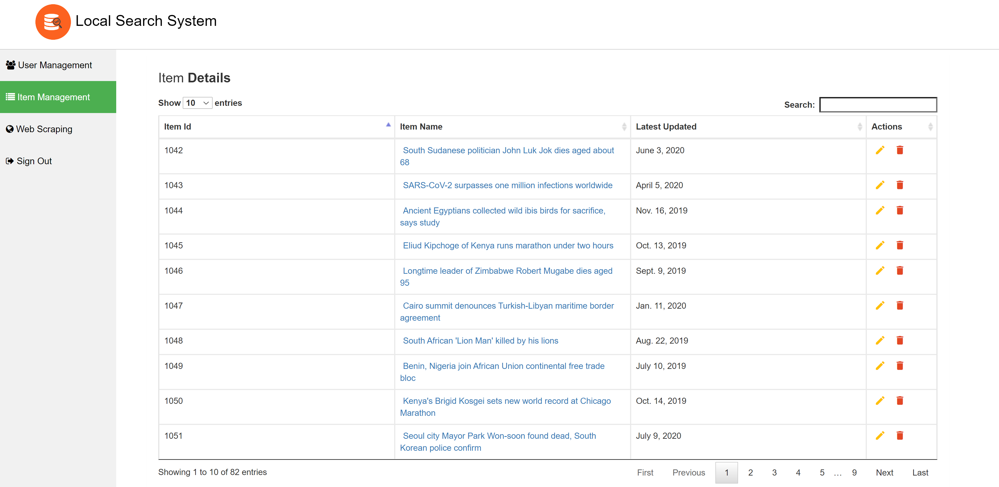 Local Search System
User Management
Item Management
Web Scraping
Sign Out
Item Details
Show 10 entries
Search:
Item Id Item Name Latest Updated Actions
1042 South Sudanese politician John Luk Jok dies aged about June 3, 2020
68
1043 SARS-CoV-2 surpasses one million infections worldwide April 5, 2020
1044 Ancient Egyptians collected wild ibis birds for sacrifice, Nov. 16, 2019
says study
1045 Eliud Kipchoge of Kenya runs marathon under two hours Oct. 13, 2019
1046 Longtime leader of Zimbabwe Robert Mugabe dies aged Sept. 9, 2019
95
1047 Cairo summit denounces Turkish-Libyan maritime border Jan. 11, 2020
agreement
1048 South African 'Lion Man' killed by his lions Aug. 22, 2019
1049 Benin, Nigeria join African Union continental free trade July 10, 2019
bloc
1050 Kenya's Brigid Kosgei sets new world record at Chicago Oct. 14, 2019
Marathon
1051 Seoul city Mayor Park Won-soon found dead, South July 9, 2020
Korean police confirm
Showing 1 to 10 of 82 entries First Previous 1 2 3 4 5 … 9 Next Last